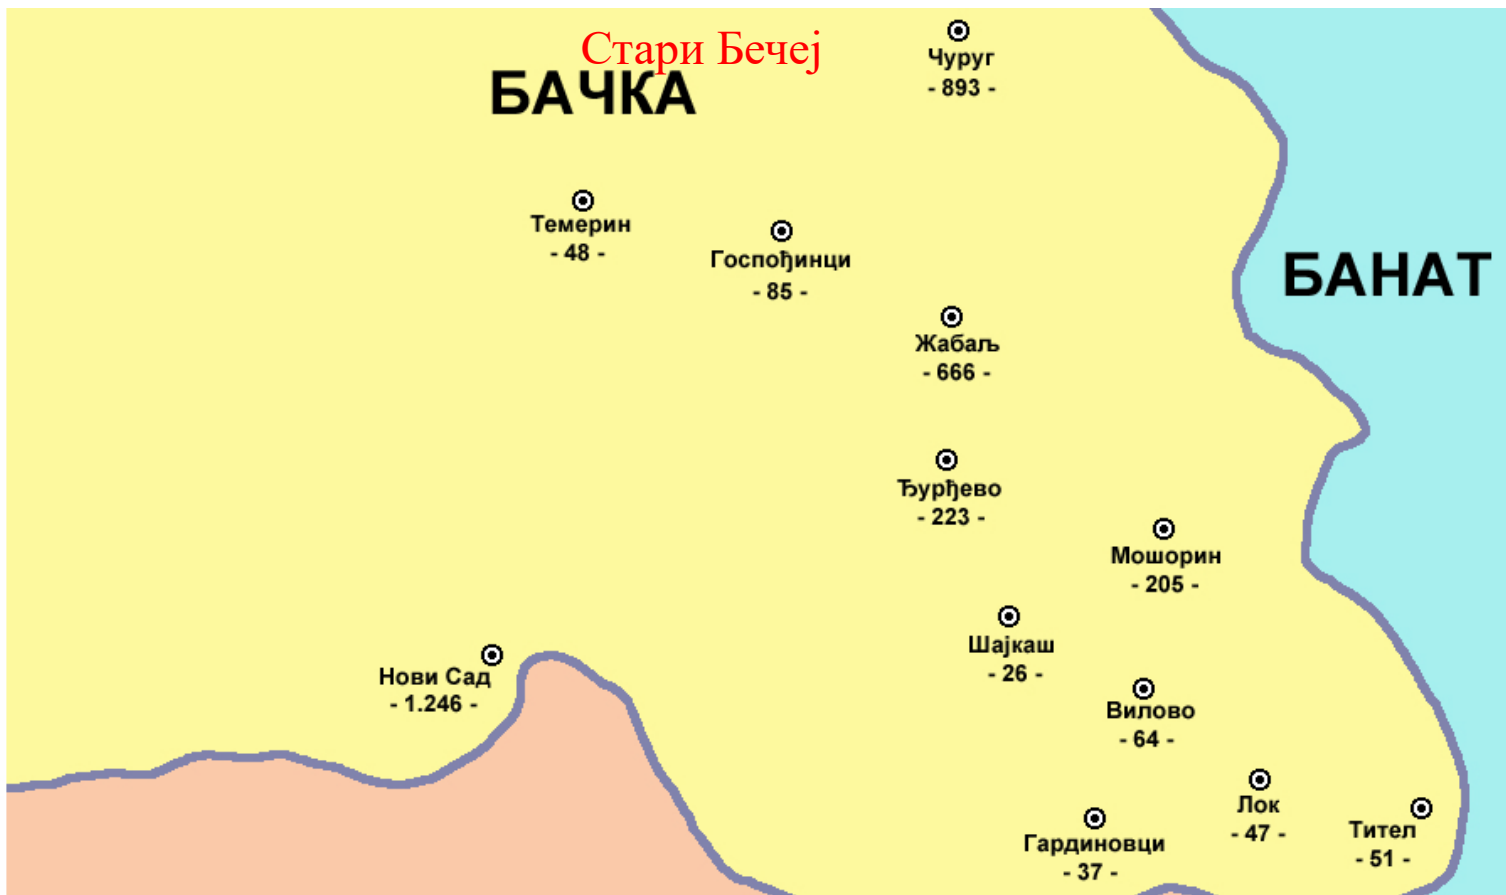 Стари Бечеј
БАЧКА
Чуруг
- 893 -
Темерин
- 48 -
Госпођинци
- 85 -
БАНАТ
Жабаљ
- 666 -
Ђурђево
- 223 -
Мошорин
- 205 -
Шајкаш
- 26 -
Нови Сад
- 1.246 -
Вилово
- 64 -
Лок
- 47 -
Тител
- 51 -
Гардиновци
- 37 -